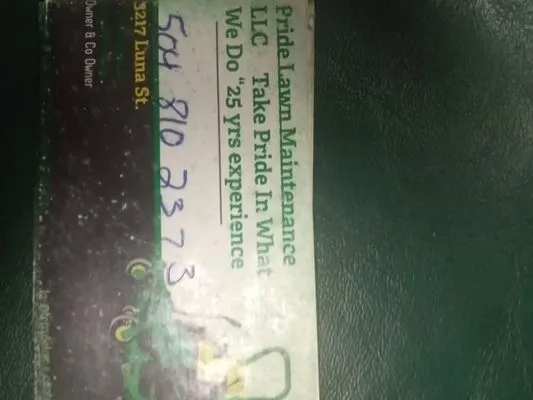 Pride Lawn Maintenance
LLC Take Pride In What
We Do "25 yrs experience
504 810 2373
3217 Luna St.
Owner & Co Owner